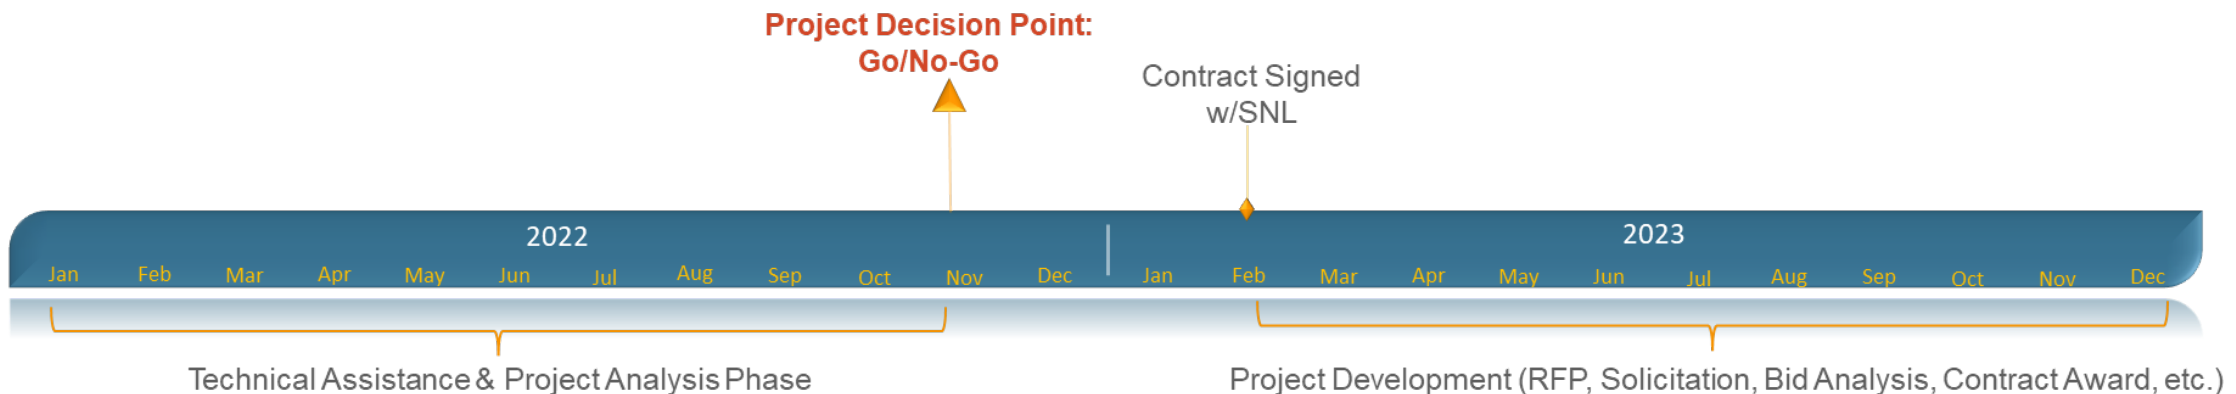 Project Decision Point:
Go/No-Go
Contract Signed
w/SNL
2022
2023
Jan Feb Mar Apr May Jun Jul Aug Sep Oct Nov Dec Jan Feb Mar Apr May Jun Jul Aug Sep Oct Nov Dec
Technical Assistance & Project Analysis Phase
Project Development (RFP, Solicitation, Bid Analysis, Contract Award, etc.)